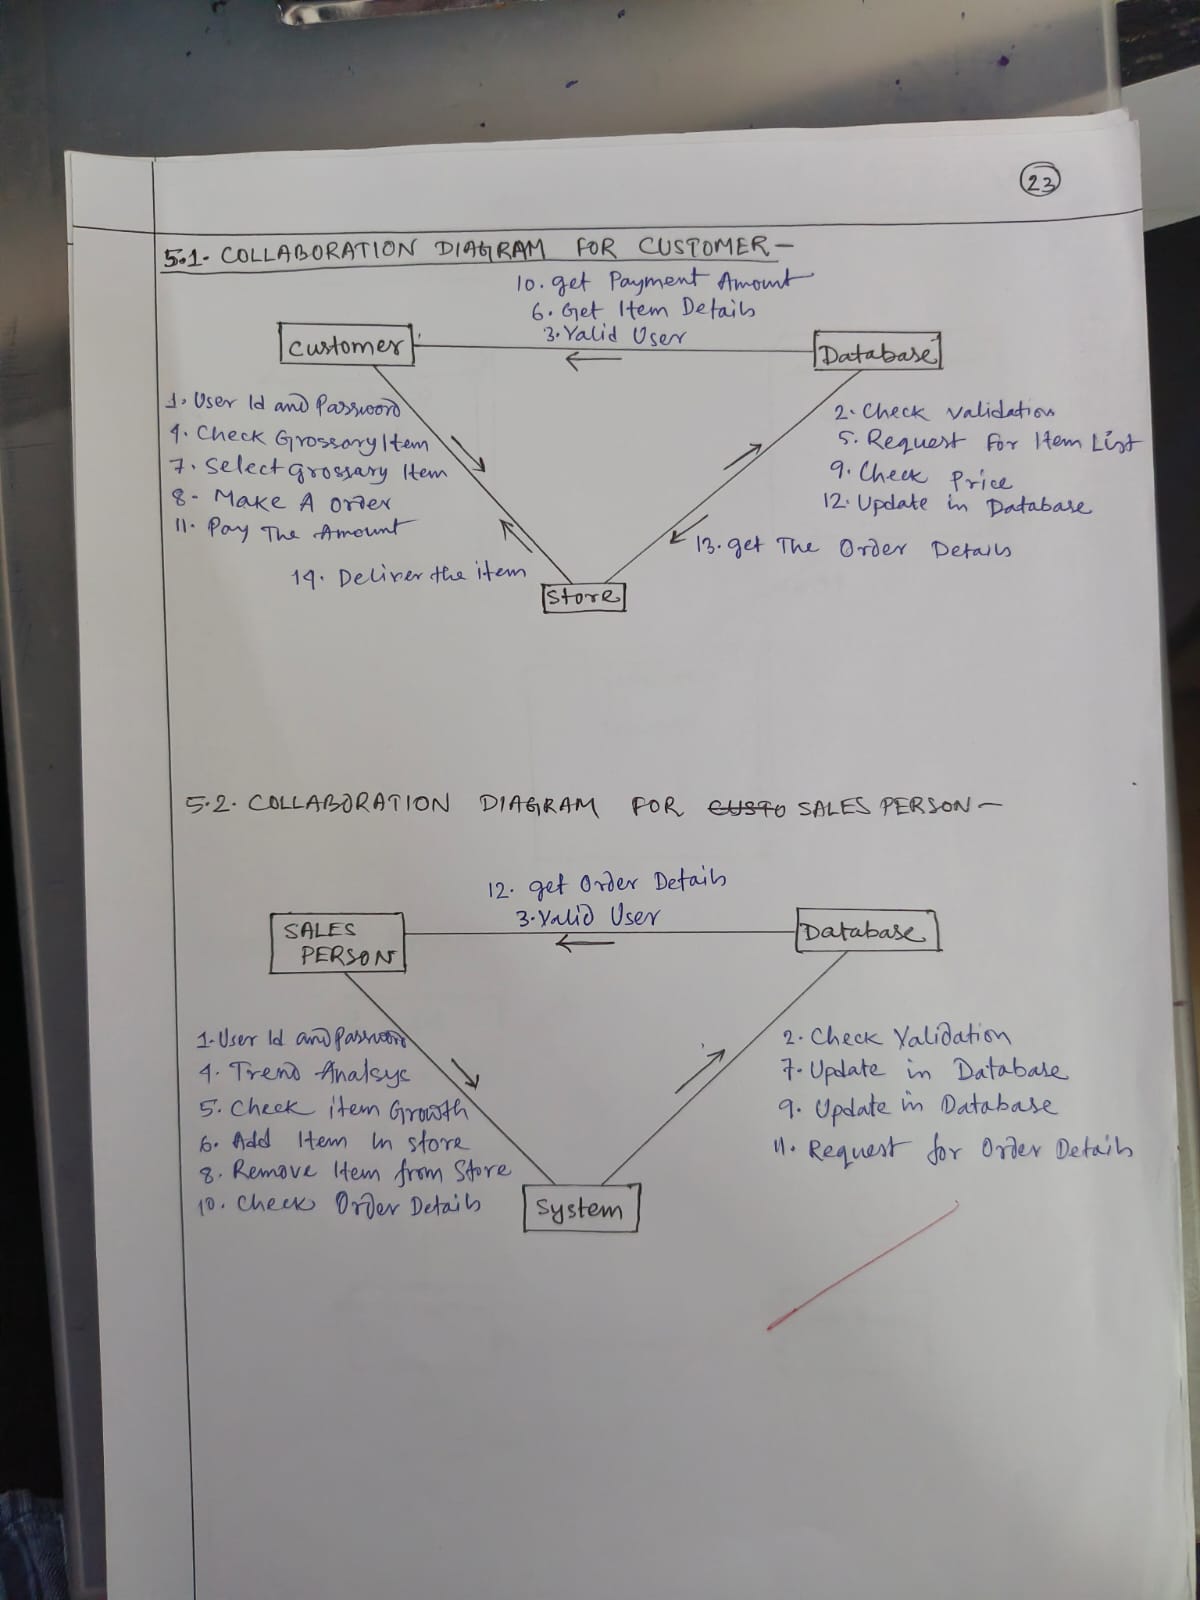 23
5.1- COLLABORATION DIAGRAM FOR CUSTOMER-
10. get Payment Amount
6. Get Item Details
3. Valid User
Customer
Database
1. User Id and Password
4. Check Grossory Item
7. Select grossary Item
8- Make A order
11. Pay The Amount
14. Deliver the item
2. Check validation
5. Request For Item List
9. Check Price
12. Update in Database
13. get The Order Details
Store
5.2. COLLABORATION DIAGRAM FOR CUSTO SALES PERSON-
12. get Order Details
3. Valid User
SALES
PERSON
Database
1. User Id and Password
4. Trend Analsyc
5. Check item Growth
6. Add Item In store
8. Remove Item from Store
10. Check Order Details
2. Check Validation
7. Update in Database
9. Update in Database
11. Request for Order Details
System